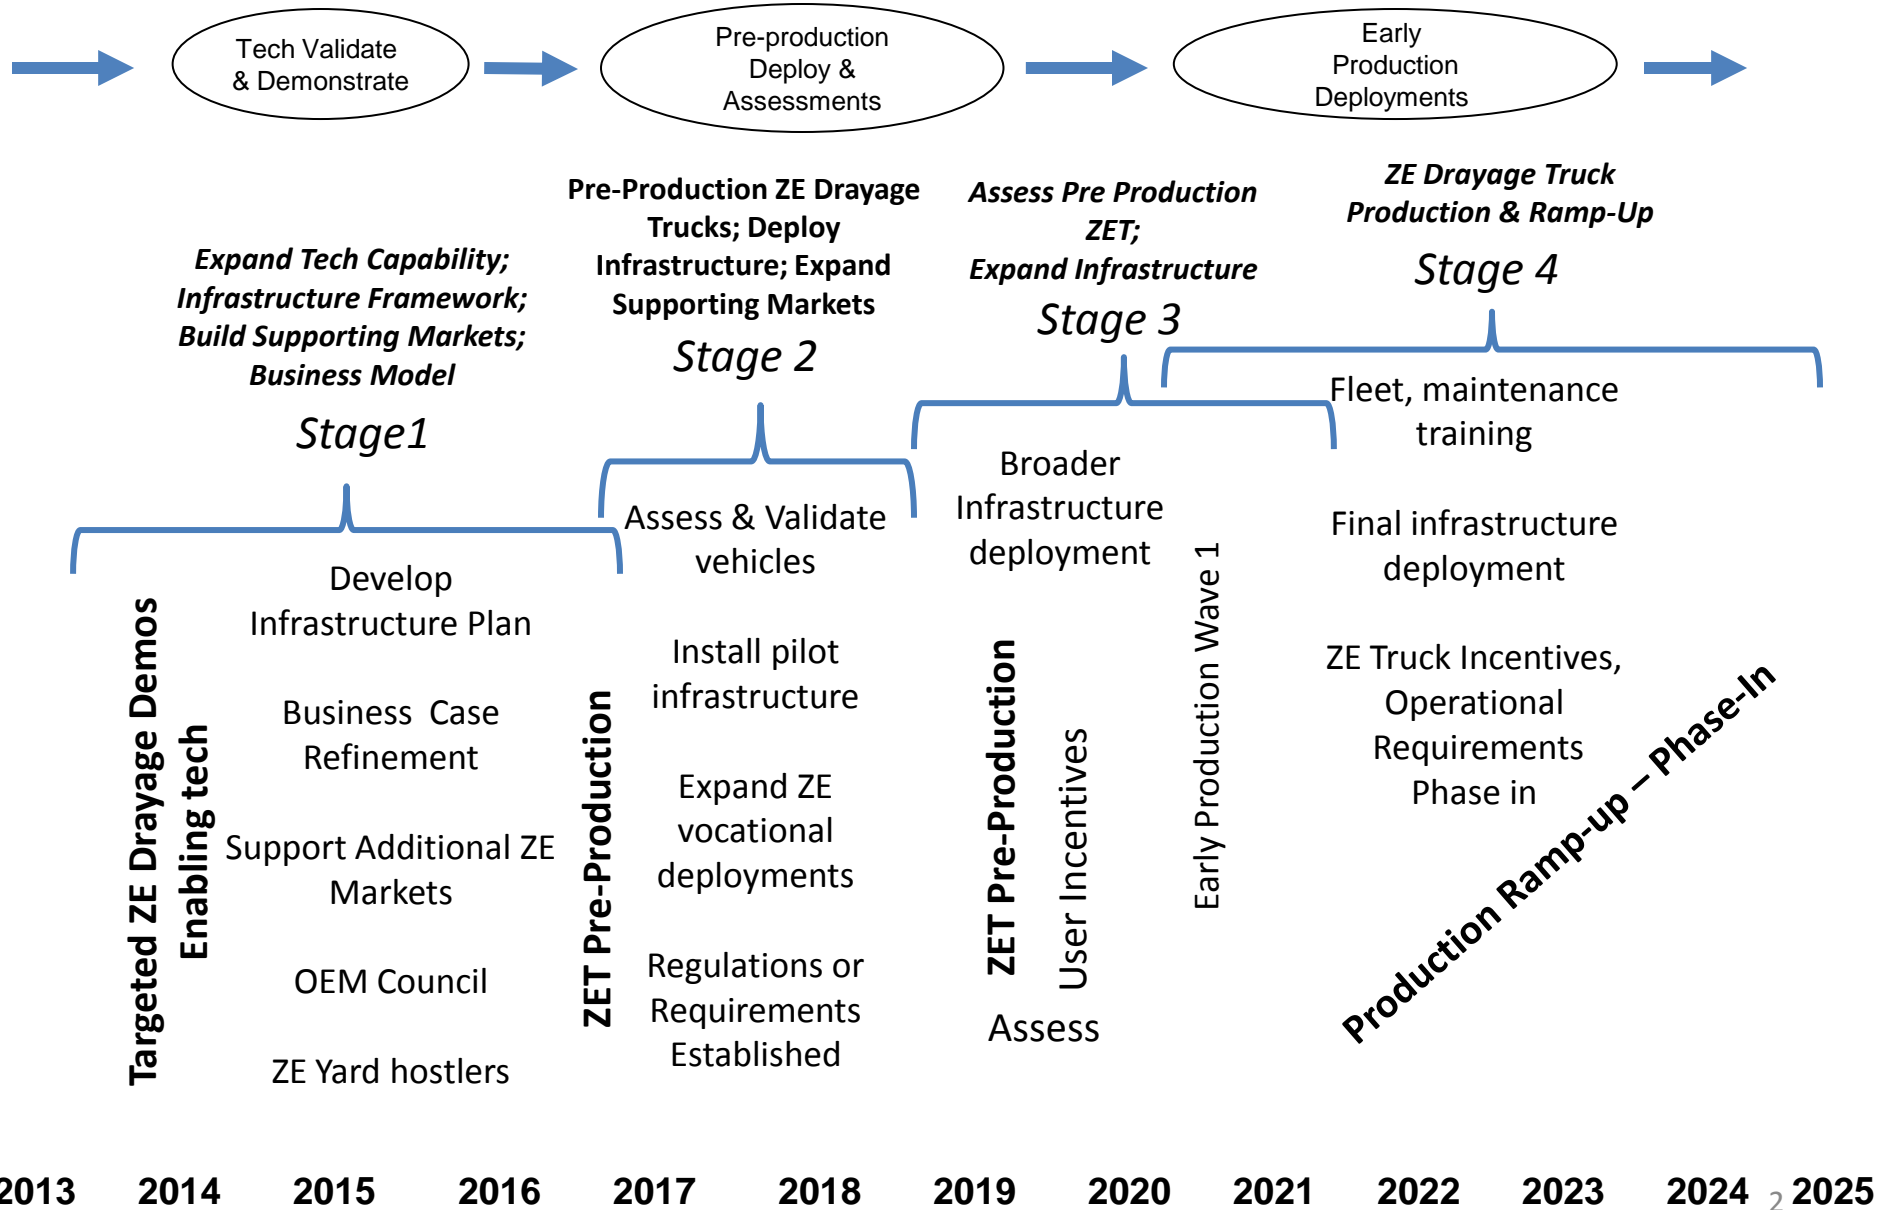 Tech Validate
& Demonstrate
Pre-production
Deploy &
Assessments
Early
Production
Deployments
Expand Tech Capability;
Infrastructure Framework;
Build Supporting Markets;
Business Model
Stage1
Pre-Production ZE Drayage
Trucks; Deploy
Infrastructure; Expand
Supporting Markets
Stage 2
Assess Pre Production
ZET;
Expand Infrastructure
Stage 3
ZE Drayage Truck
Production & Ramp-Up
Stage 4
Targeted ZE Drayage Demos
Enabling tech
Develop
Infrastructure Plan
Business Case
Refinement
Support Additional ZE
Markets
OEM Council
ZE Yard hostlers
ZET Pre-Production
Assess & Validate
vehicles
Install pilot
infrastructure
Expand ZE
vocational
deployments
Regulations or
Requirements
Established
Broader
Infrastructure
deployment
ZET Pre-Production
User Incentives
Assess
Early Production Wave 1
Fleet, maintenance
training
Final infrastructure
deployment
ZE Truck Incentives,
Operational
Requirements
Phase in
Production Ramp-up – Phase-In
2013 2014 2015 2016 2017 2018 2019 2020 2021 2022 2023 2024 2025
2